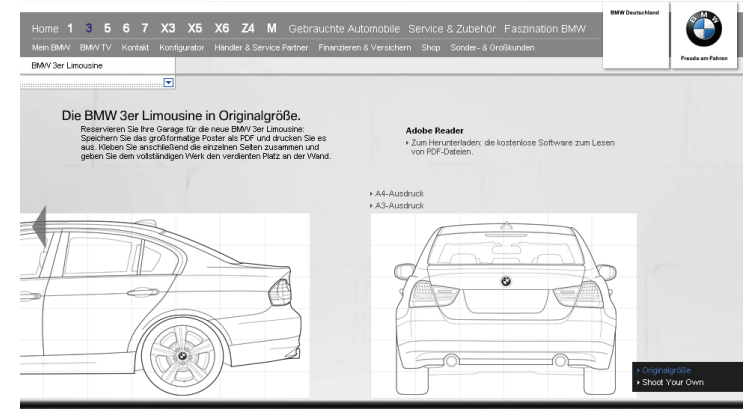 Home 1 3 5 6 7 X3 X5 X6 Z4 M Gebrauchte Automobile Service & Zubehör Faszination BMW
Mein BMW BMW TV Kontakt Konfigurator Händler & Service Partner Finanzieren & Versichern Shop Sonder- & Großkunden
BMW Deutschland
BMW
Freude am Fahren
BMW 3er Limousine
Die BMW 3er Limousine in Originalgröße.
Reservieren Sie Ihre Garage für die neue BMW 3er Limousine:
Speichern Sie das großformatige Poster als PDF und drucken Sie es
aus. Kleben Sie anschließend die einzelnen Seiten zusammen und
geben Sie dem vollständigen Werk den verdienten Platz an der Wand.
Adobe Reader
Zum Herunterladen: die kostenlose Software zum Lesen
von PDF-Dateien.
A4-Ausdruck
A3-Ausdruck
Originalgröße
Shoot Your Own